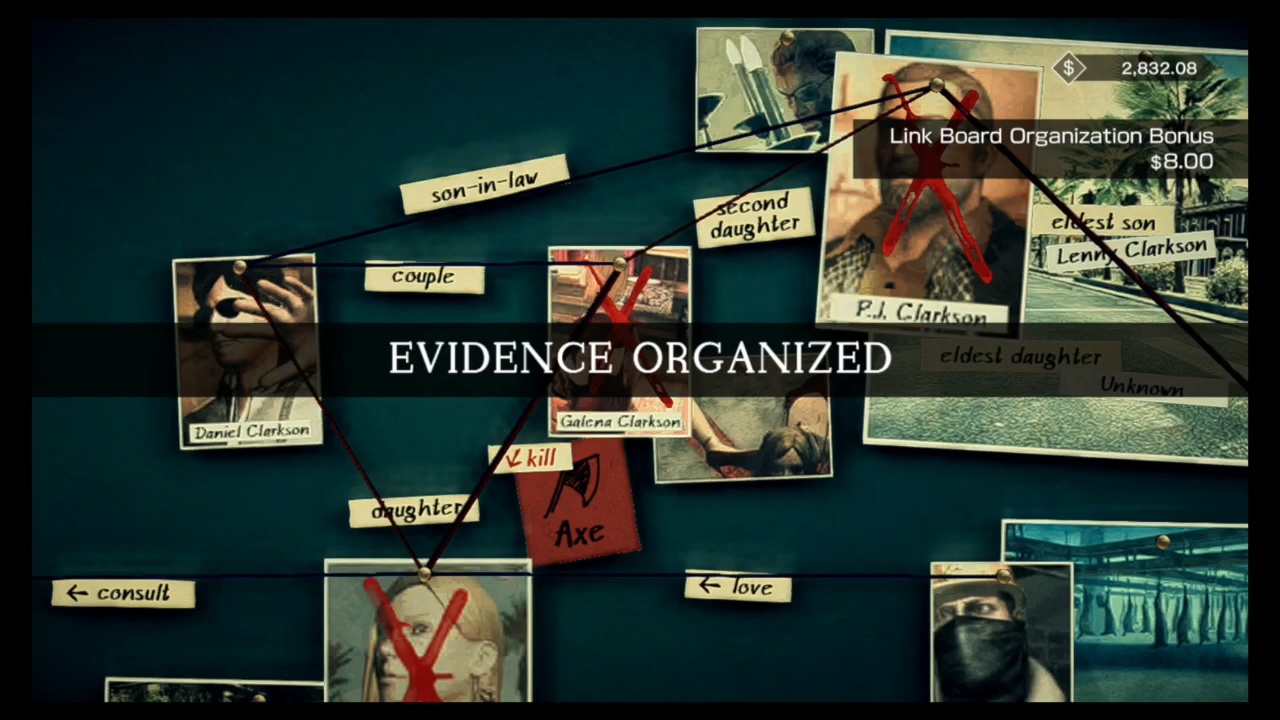 $ 2,832.08
Link Board Organization Bonus
$8.00
son-in-law
second
daughter
eldest son
Lenny Clarkson
couple
P.J. Clarkson
EVIDENCE ORGANIZED
eldest daughter
Unknown
Daniel Clarkson
Galena Clarkson
↙ kill
daughter
Axe
← consult
← love